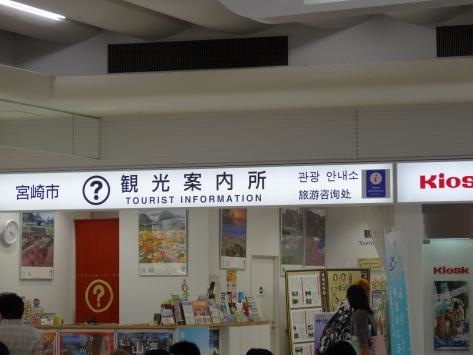 宮崎市
?
観光案内所
TOURIST INFORMATION
관광 안내소
旅游咨询处
i
Kiosk
Kiosk
?